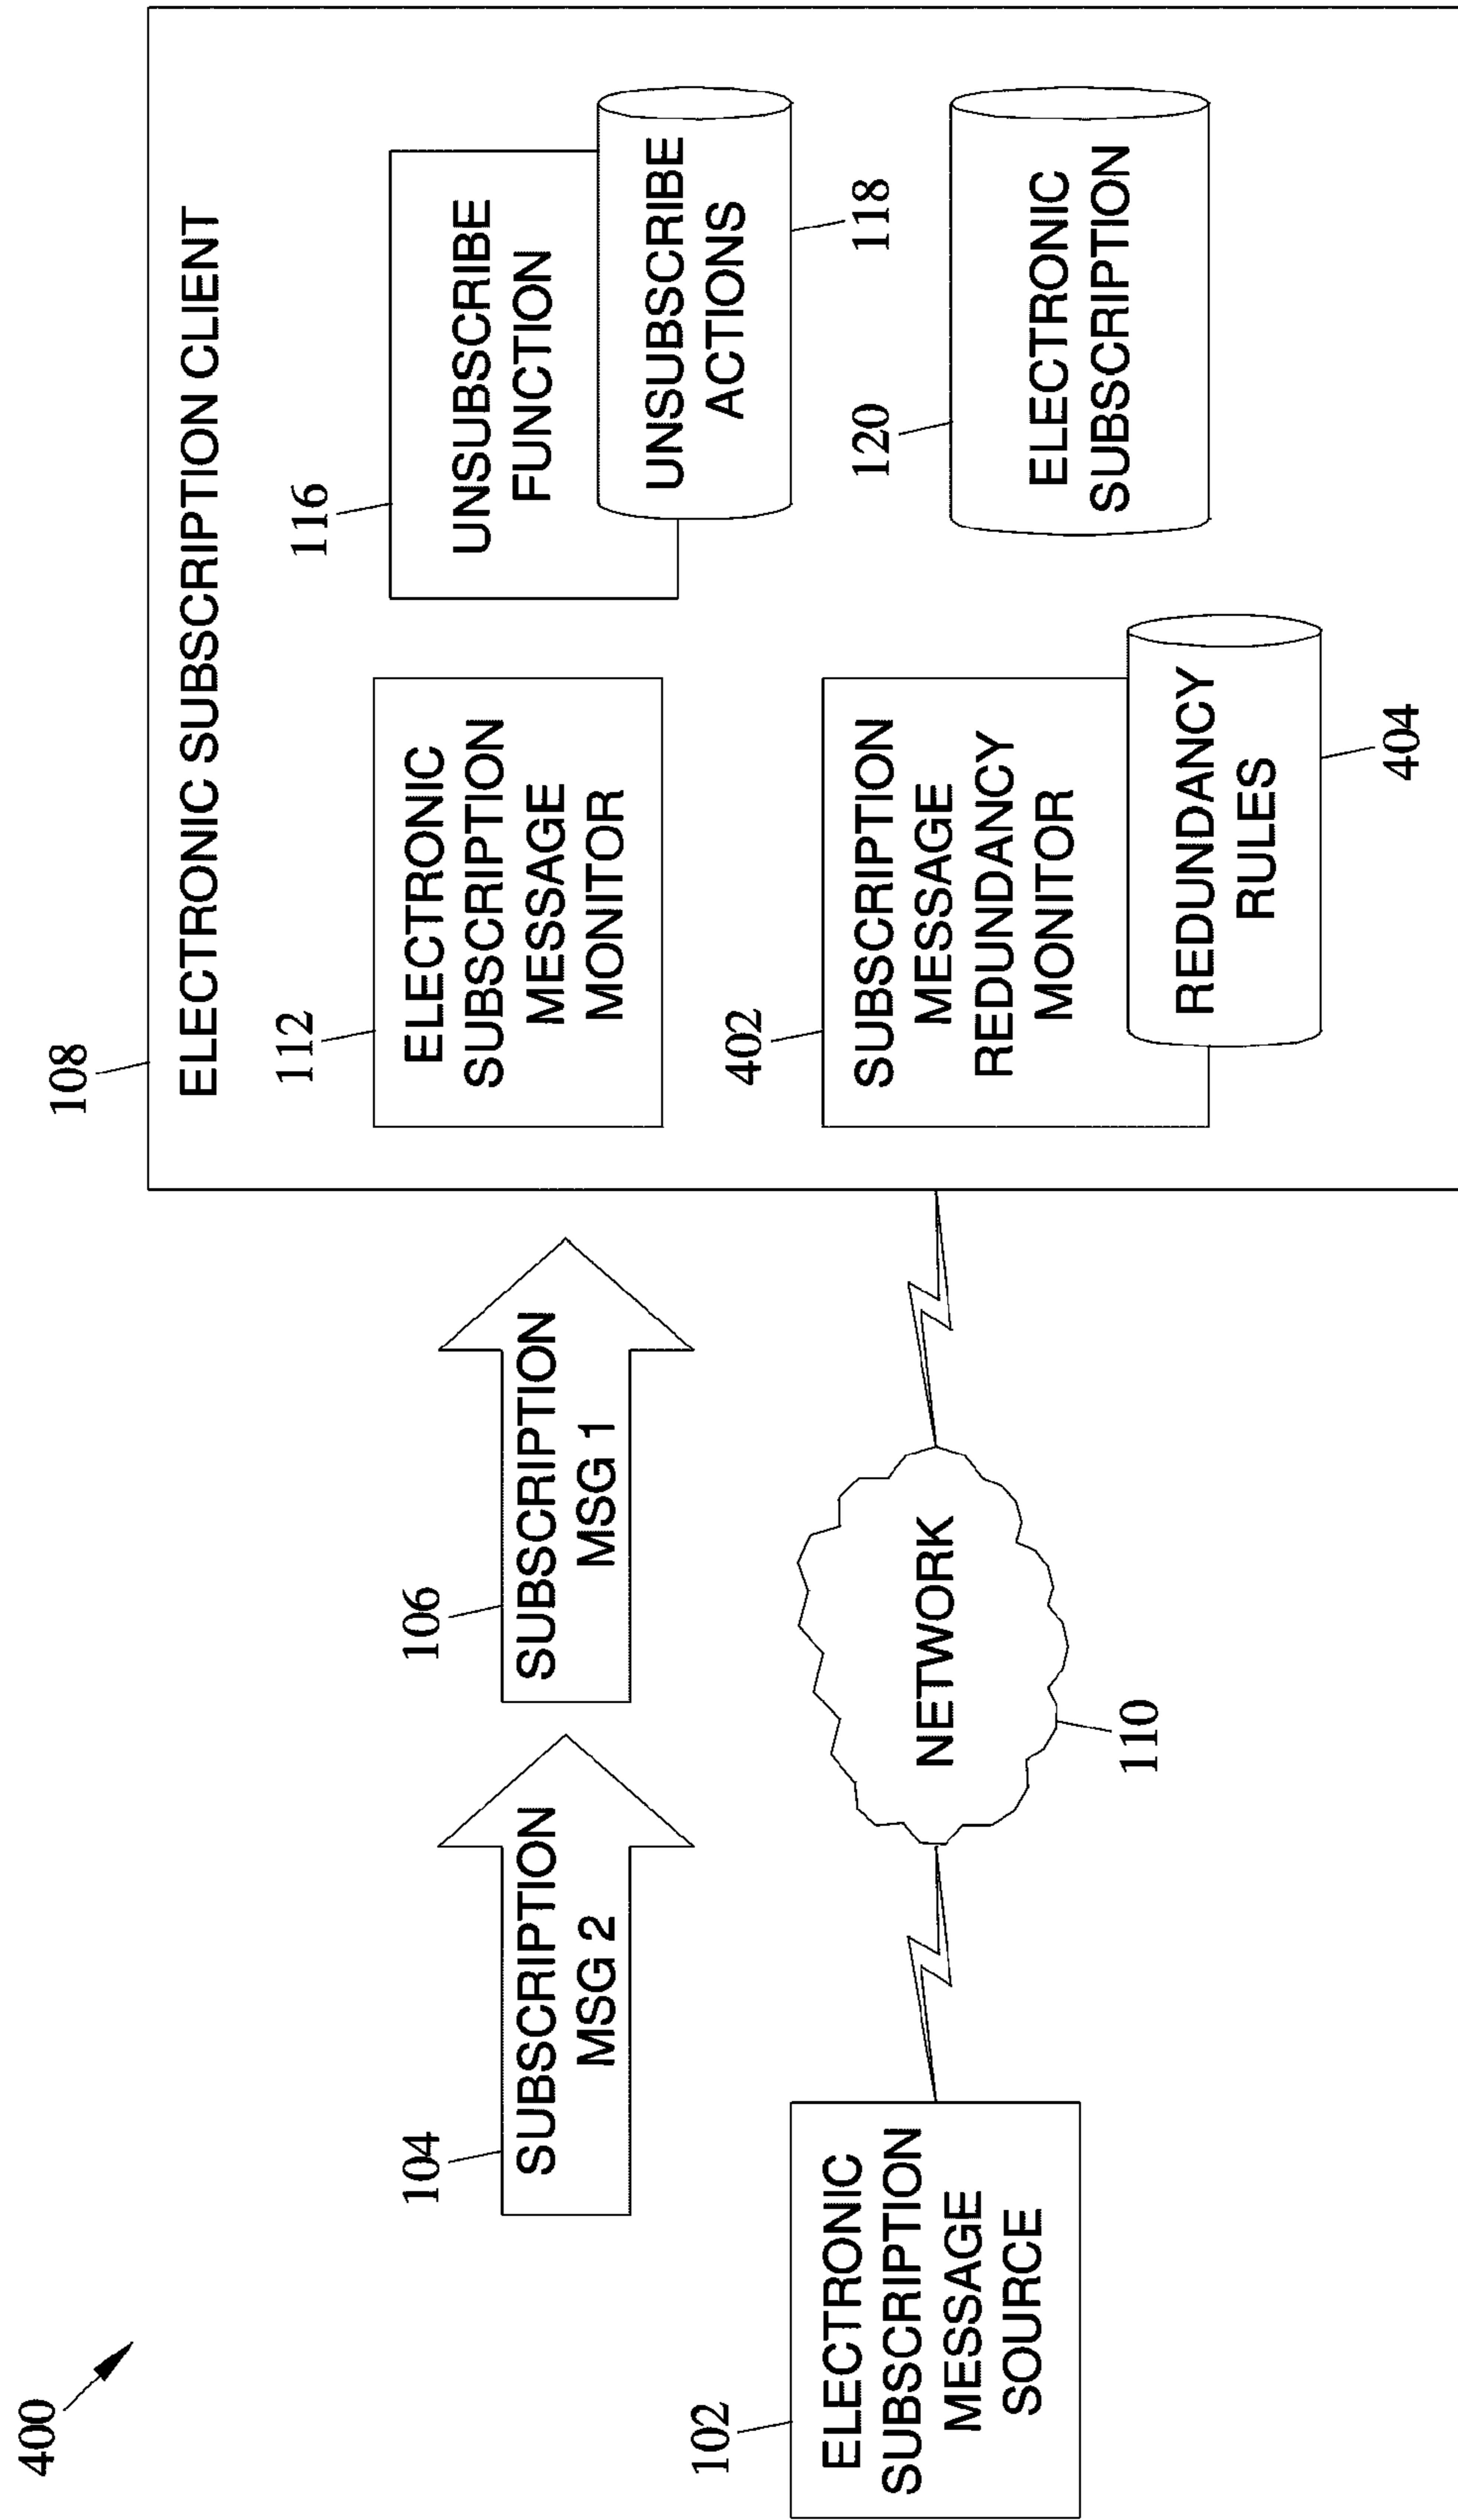 400
102
ELECTRONIC
SUBSCRIPTION
MESSAGE
SOURCE
104
SUBSCRIPTION
MSG 2
106
SUBSCRIPTION
MSG 1
NETWORK
110
108
ELECTRONIC SUBSCRIPTION CLIENT
112
ELECTRONIC
SUBSCRIPTION
MESSAGE
MONITOR
116
UNSUBSCRIBE
FUNCTION
UNSUBSCRIBE
ACTIONS
118
402
SUBSCRIPTION
MESSAGE
REDUNDANCY
MONITOR
REDUNDANCY
RULES
404
120
ELECTRONIC
SUBSCRIPTION